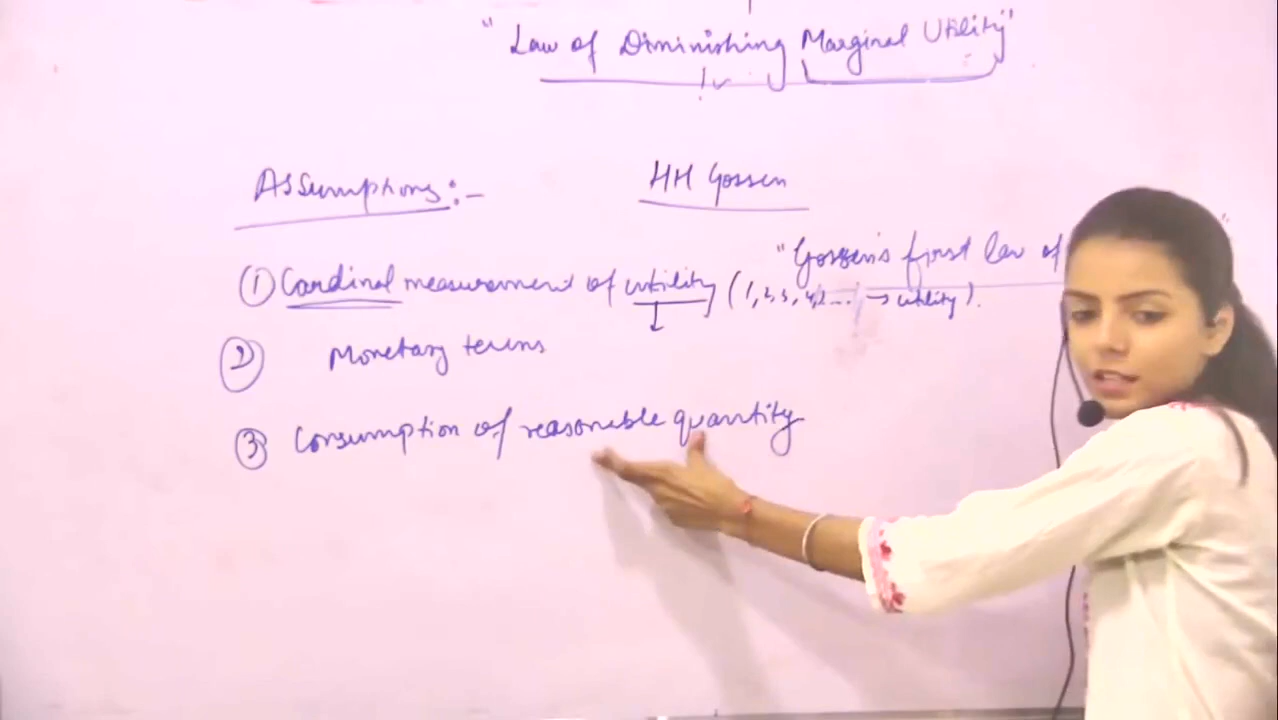 "Law of Diminishing Marginal Utility"
Assumptions:-
HH Gossen
"Gossen's first law of
① Cardinal measurement of utility (1,2,3,4,... → utility).
② Monetary terms
③ Consumption of reasonable quantity